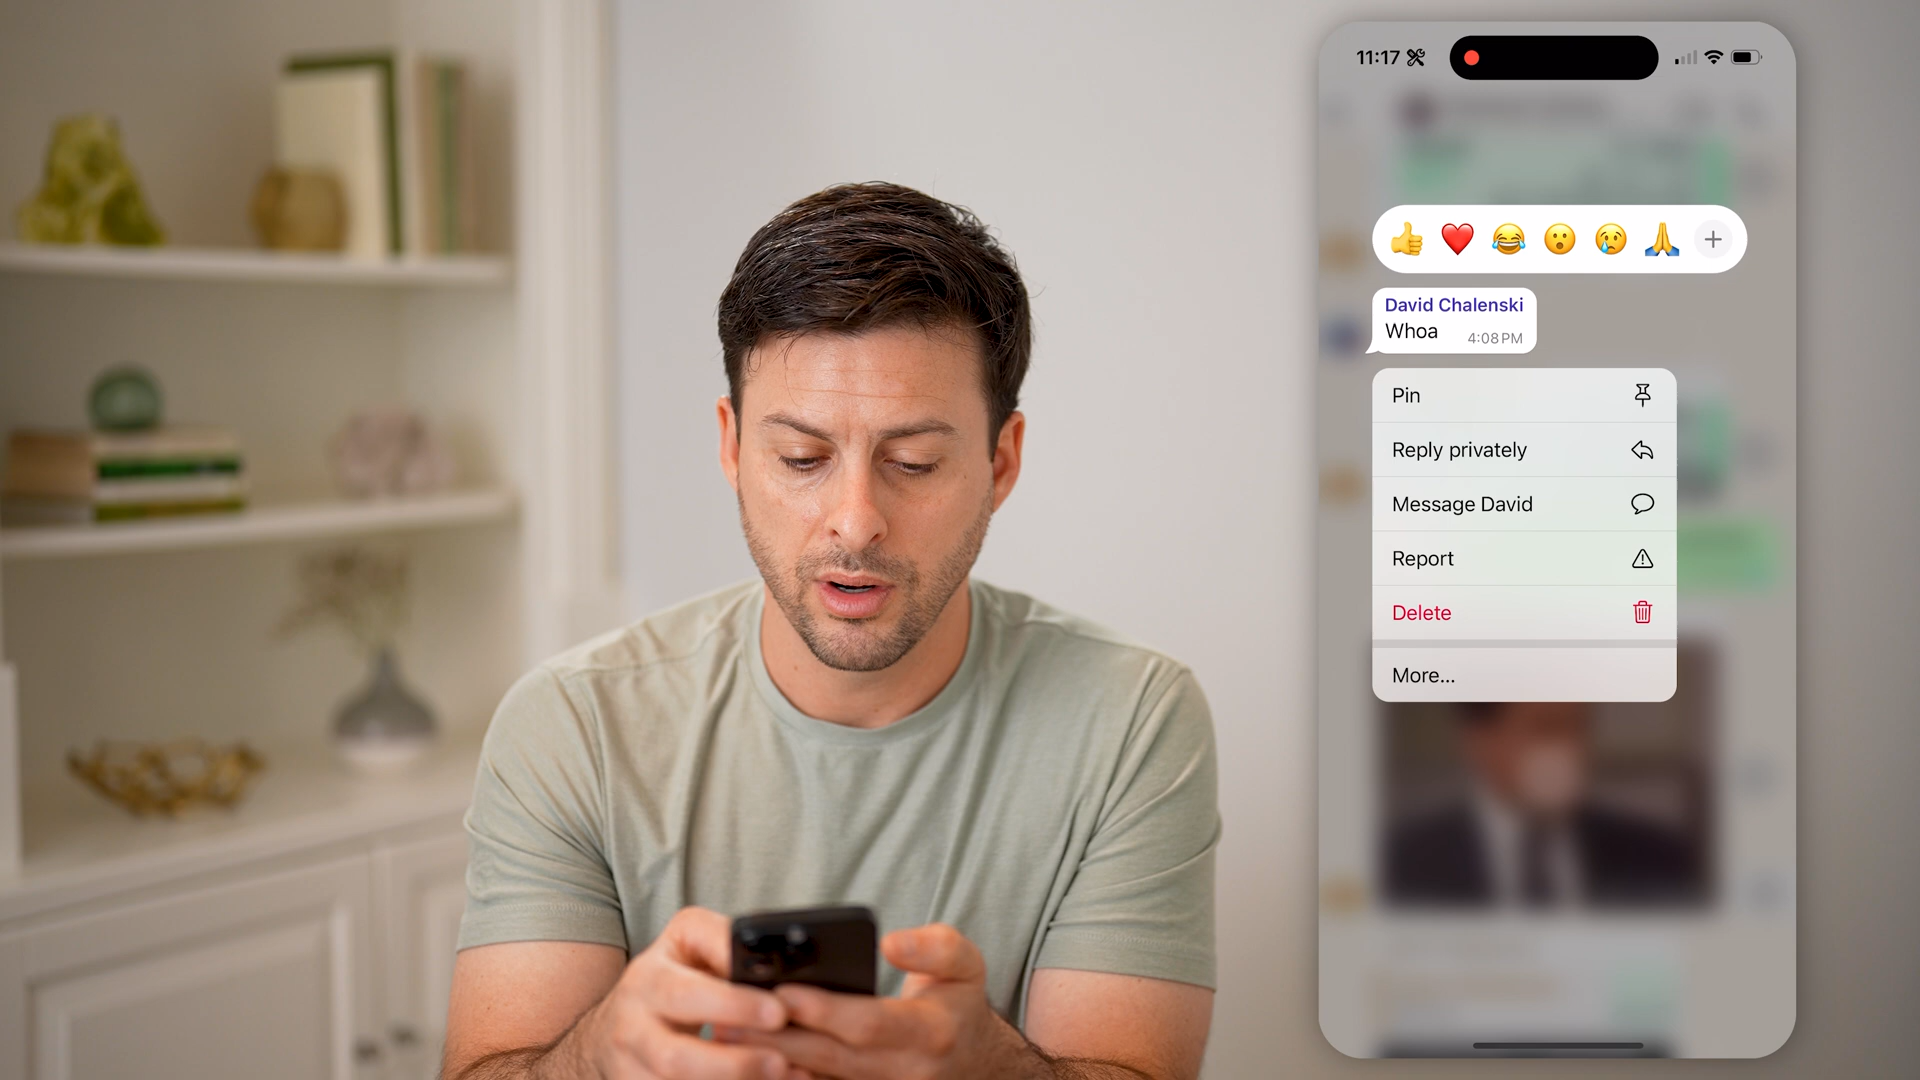 11:17
David Chalenski
Whoa 4:08 PM
Pin
Reply privately
Message David
Report
Delete
More...